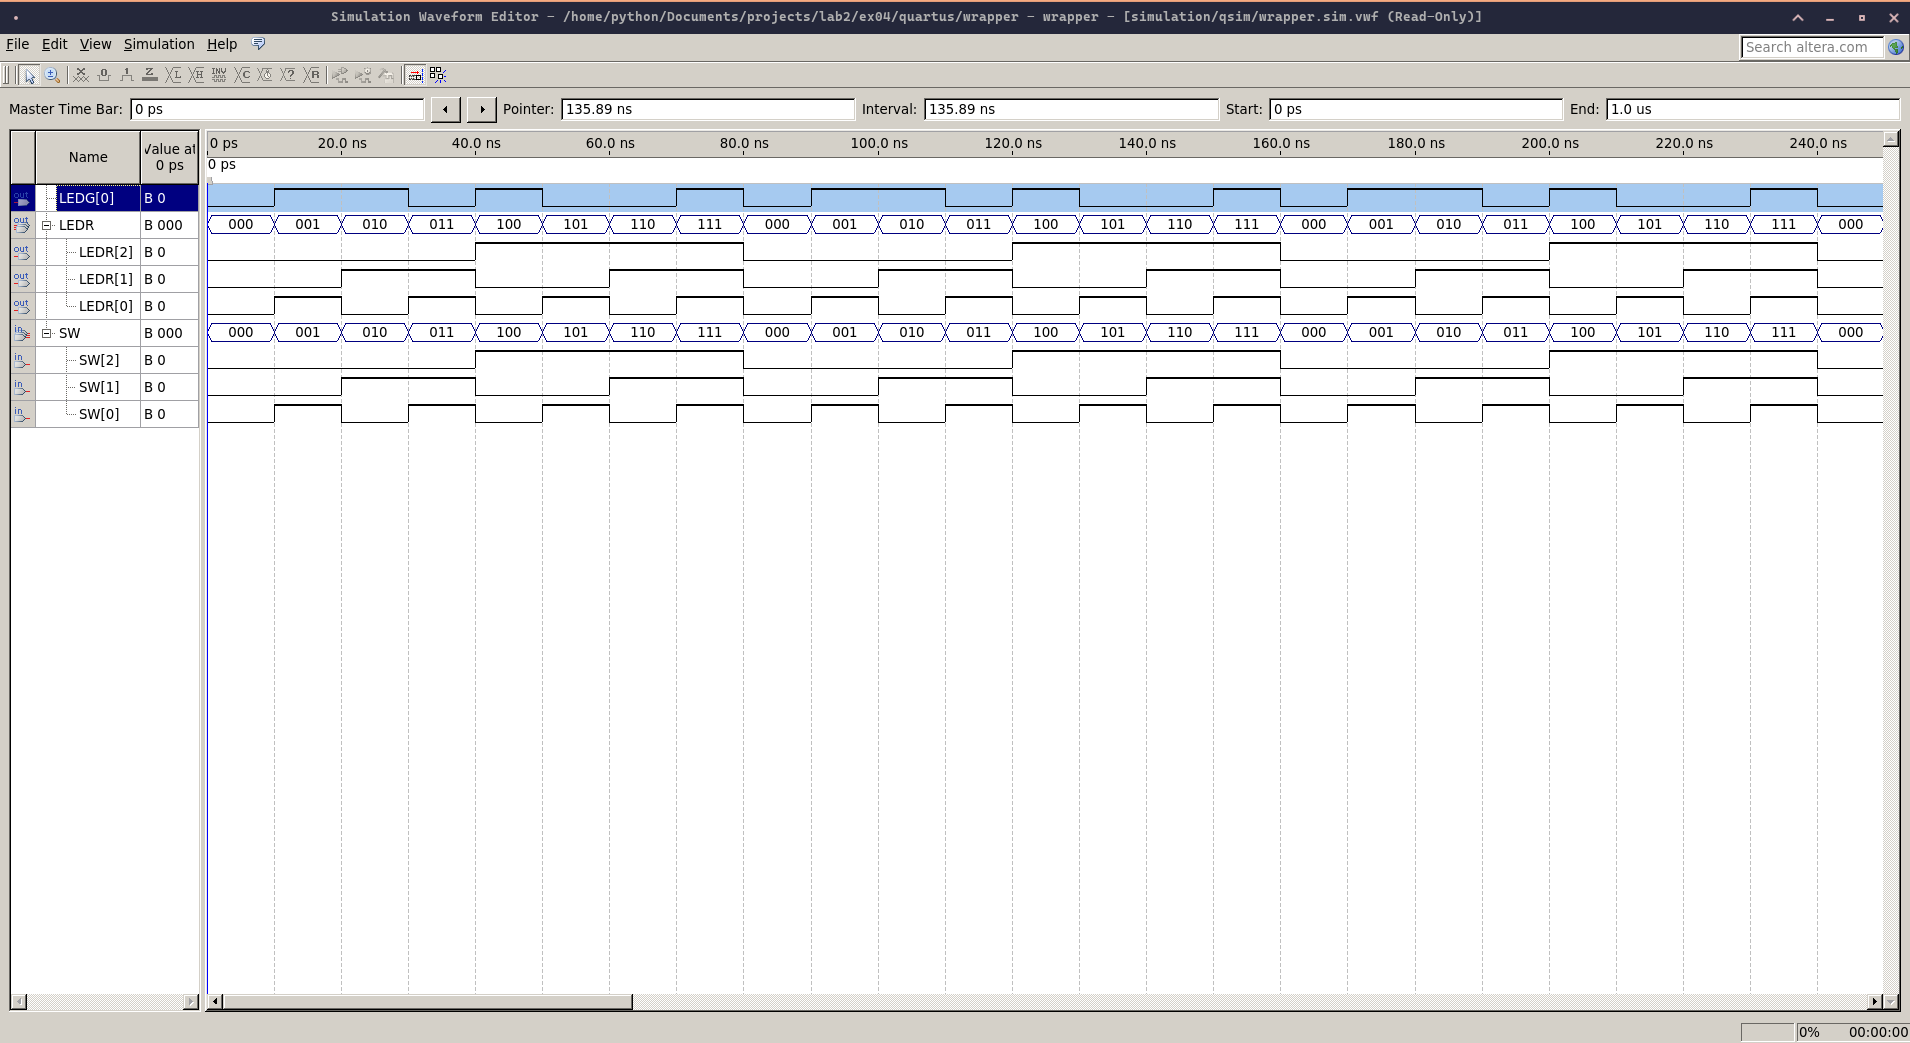 Simulation Waveform Editor - /home/python/Documents/projects/lab2/ex04/quartus/wrapper - wrapper - [simulation/qsim/wrapper.sim.vwf (Read-Only)]
File Edit View Simulation Help
Search altera.com
Master Time Bar: 0 ps Pointer: 135.89 ns Interval: 135.89 ns Start: 0 ps End: 1.0 us
Name Value at 0 ps
0 ps 20.0 ns 40.0 ns 60.0 ns 80.0 ns 100.0 ns 120.0 ns 140.0 ns 160.0 ns 180.0 ns 200.0 ns 220.0 ns 240.0 ns
0 ps
out LEDG[0] B 0
out LEDR B 000 000 001 010 011 100 101 110 111 000 001 010 011 100 101 110 111 000 001 010 011 100 101 110 111 000
out LEDR[2] B 0
out LEDR[1] B 0
out LEDR[0] B 0
in SW B 000 000 001 010 011 100 101 110 111 000 001 010 011 100 101 110 111 000 001 010 011 100 101 110 111 000
in SW[2] B 0
in SW[1] B 0
in SW[0] B 0
0% 00:00:00